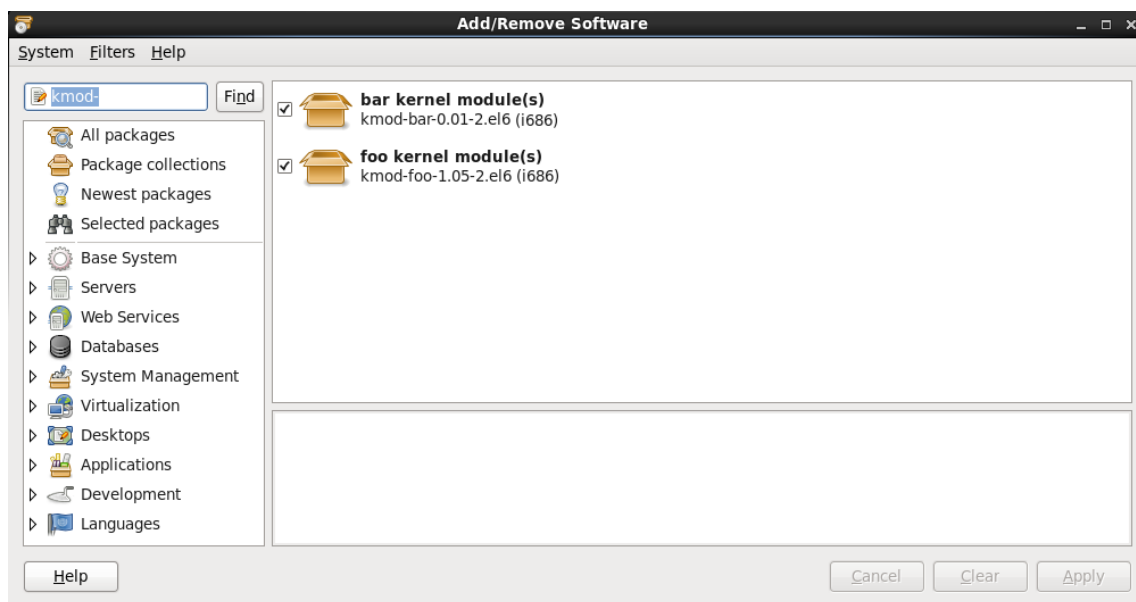 Add/Remove Software
System Filters Help
kmod-
Find
All packages
Package collections
Newest packages
Selected packages
Base System
Servers
Web Services
Databases
System Management
Virtualization
Desktops
Applications
Development
Languages
bar kernel module(s)
kmod-bar-0.01-2.el6 (i686)
foo kernel module(s)
kmod-foo-1.05-2.el6 (i686)
Help
Cancel
Clear
Apply